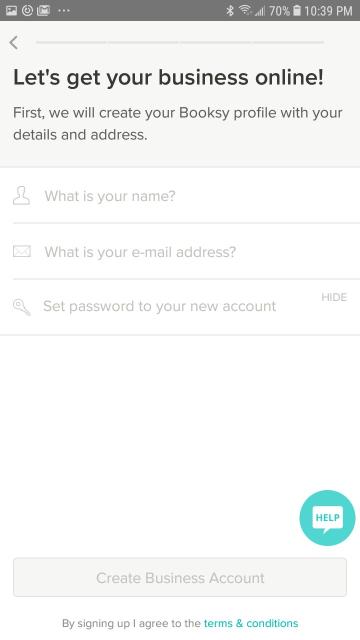 70% 10:39 PM
Let's get your business online!
First, we will create your Booksy profile with your
details and address.
What is your name?
What is your e-mail address?
HIDE
Set password to your new account
HELP
Create Business Account
By signing up I agree to the terms & conditions